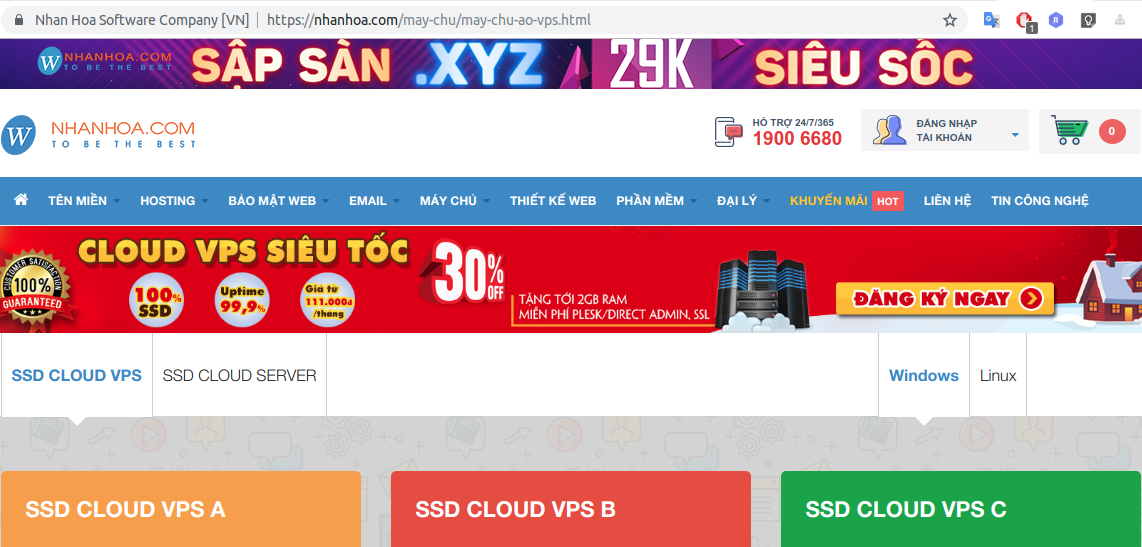 Nhan Hoa Software Company [VN] | https://nhanhoa.com/may-chu/may-chu-ao-vps.html
1
W NHANHOA.COM
TO BE THE BEST
SẬP SÀN .XYZ 29K SIÊU SỐC
W NHANHOA.COM
TO BE THE BEST
HỖ TRỢ 24/7/365
1900 6680
ĐĂNG NHẬP
TÀI KHOẢN
0
TÊN MIỀN HOSTING BẢO MẬT WEB EMAIL MÁY CHỦ THIẾT KẾ WEB PHẦN MỀM ĐẠI LÝ KHUYẾN MÃI HOT LIÊN HỆ TIN CÔNG NGHỆ
CUSTOMER SATISFACTION
100%
GUARANTEED
CLOUD VPS SIÊU TỐC
100%
SSD
Uptime
99,9%
Giá từ
111.000đ
/tháng
30%
OFF
TẶNG TỚI 2GB RAM
MIỄN PHÍ PLESK/DIRECT ADMIN, SSL
ĐĂNG KÝ NGAY
SSD CLOUD VPS SSD CLOUD SERVER Windows Linux
SSD CLOUD VPS A SSD CLOUD VPS B SSD CLOUD VPS C